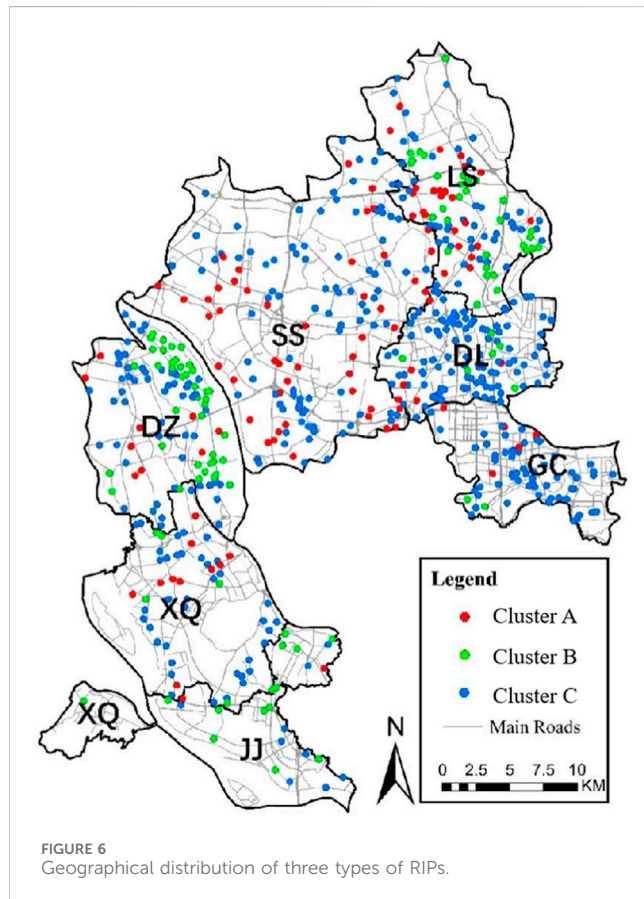 LS
SS
DL
DZ
GC
XQ
XQ
JJ
Legend
Cluster A
Cluster B
Cluster C
Main Roads
N
0 2.5 5 7.5 10
KM
FIGURE 6
Geographical distribution of three types of RIPs.